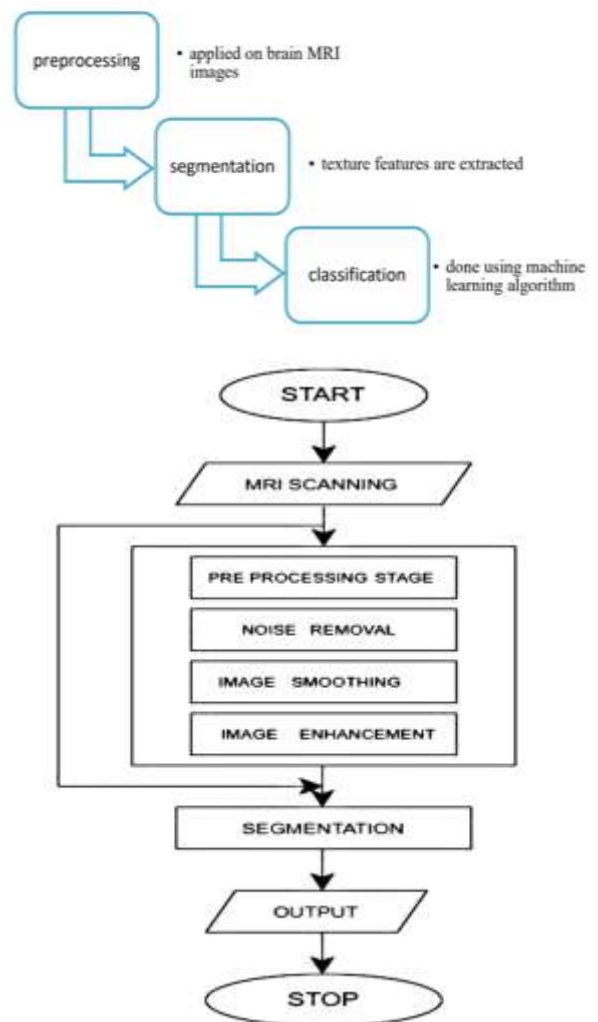 preprocessing
• applied on brain MRI
images
segmentation
• texture features are extracted
classification
• done using machine
learning algorithm
START
MRI SCANNING
PRE PROCESSING STAGE
NOISE REMOVAL
IMAGE SMOOTHING
IMAGE ENHANCEMENT
SEGMENTATION
OUTPUT
STOP